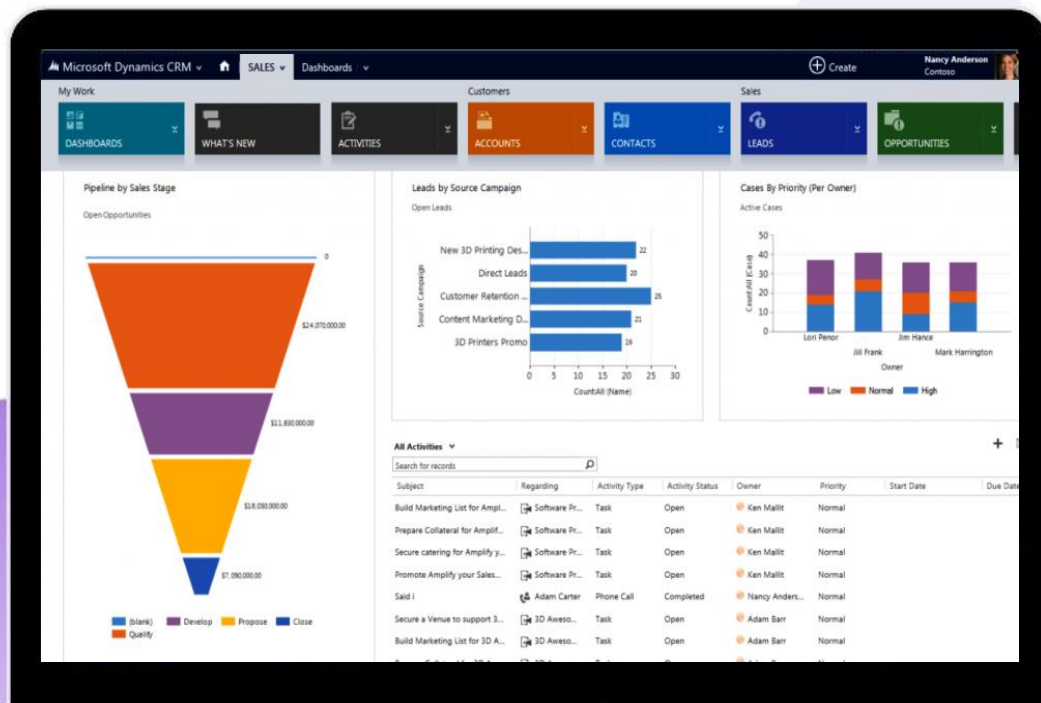 Microsoft Dynamics CRM SALES Dashboards Create Nancy Anderson
Contoso
My Work Customers Sales
DASHBOARDS WHAT'S NEW ACTIVITIES ACCOUNTS CONTACTS LEADS OPPORTUNITIES
Pipeline by Sales Stage
Open Opportunities
0
$24,070,000.00
$11,830,000.00
$18,030,000.00
$7,090,000.00
(blank) Develop Propose Close
Qualify
Leads by Source Campaign
Open Leads
Source Campaign
New 3D Printing Des... 22
Direct Leads 20
Customer Retention ... 25
Content Marketing D... 21
3D Printers Promo 19
0 5 10 15 20 25 30
Count:All (Name)
Cases By Priority (Per Owner)
Active Cases
Count:All (Case)
50
40
30
20
10
0
Lori Penor Jim Hance
Jill Frank Mark Harrington
Owner
Low Normal High
All Activities
Search for records
Subject Regarding Activity Type Activity Status Owner Priority Start Date Due Date
Build Marketing List for Ampl... Software Pr... Task Open Ken Mallit Normal
Prepare Collateral for Amplif... Software Pr... Task Open Ken Mallit Normal
Secure catering for Amplify y... Software Pr... Task Open Ken Mallit Normal
Promote Amplify your Sales... Software Pr... Task Open Ken Mallit Normal
Said i Adam Carter Phone Call Completed Nancy Anders... Normal
Secure a Venue to support 3... 3D Aweso... Task Open Adam Barr Normal
Build Marketing List for 3D A... 3D Aweso... Task Open Adam Barr Normal